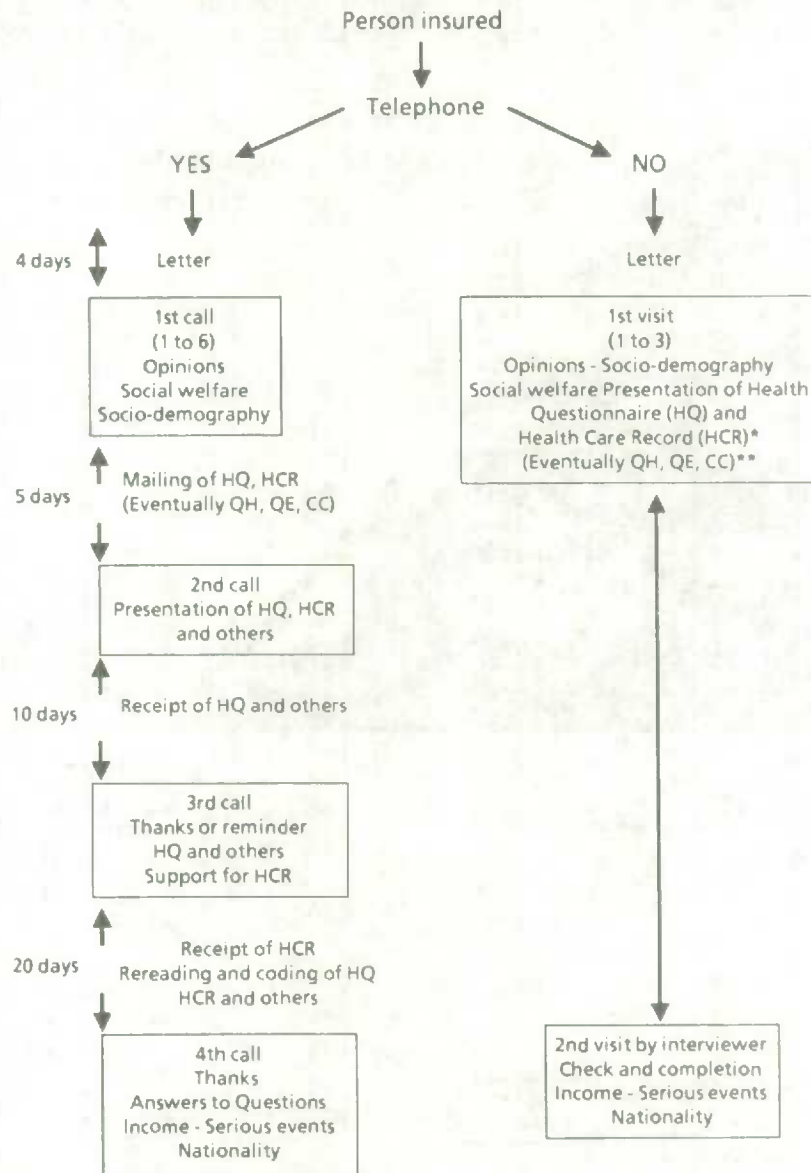 Person insured
Telephone
YES
NO
4 days
Letter
Letter
1st call
(1 to 6)
Opinions
Social welfare
Socio-demography
1st visit
(1 to 3)
Opinions - Socio-demography
Social welfare Presentation of Health
Questionnaire (HQ) and
Health Care Record (HCR)*
(Eventually QH, QE, CC)**
5 days
Mailing of HQ, HCR
(Eventually QH, QE, CC)
2nd call
Presentation of HQ, HCR
and others
10 days
Receipt of HQ and others
3rd call
Thanks or reminder
HQ and others
Support for HCR
20 days
Receipt of HCR
Rereading and coding of HQ
HCR and others
4th call
Thanks
Answers to Questions
Income - Serious events
Nationality
2nd visit by interviewer
Check and completion
Income - Serious events
Nationality